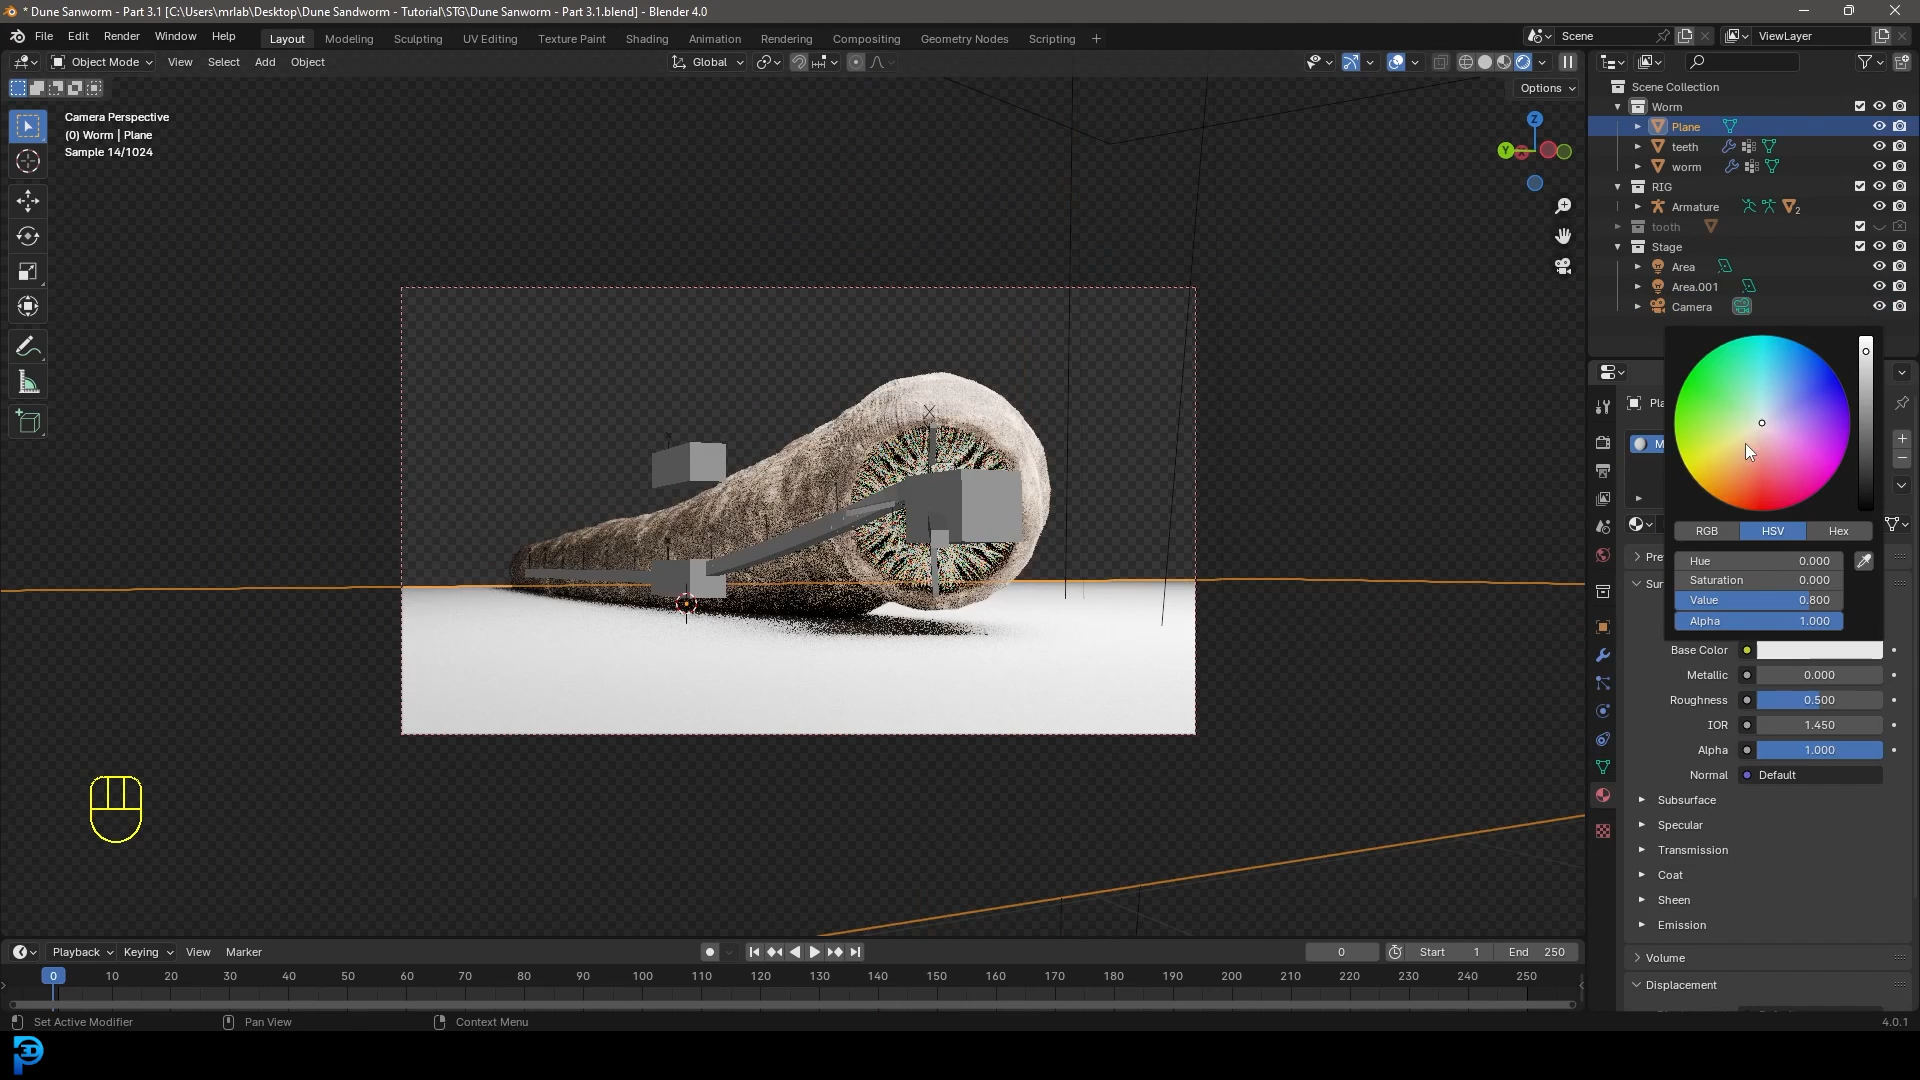 * Dune Sanworm - Part 3.1 [C:\Users\mrlab\Desktop\Dune Sandworm - Tutorial\STG\Dune Sanworm - Part 3.1.blend] - Blender 4.0
File Edit Render Window Help Layout Modeling Sculpting UV Editing Texture Paint Shading Animation Rendering Compositing Geometry Nodes Scripting + Scene ViewLayer
Object Mode View Select Add Object Global
Options
Camera Perspective
(0) Worm | Plane
Sample 14/1024
Z
Y
Scene Collection
Worm
Plane
teeth
worm
RIG
Armature 2
tooth
Stage
Area
Area.001
Camera
Pla
M
RGB HSV Hex
Pre
Hue 0.000
Sur
Saturation 0.000
Value 0.800
Alpha 1.000
Base Color
Metallic 0.000
Roughness 0.500
IOR 1.450
Alpha 1.000
Normal Default
Subsurface
Specular
Transmission
Coat
Sheen
Emission
Volume
Displacement
Playback Keying View Marker 0 Start 1 End 250
0 10 20 30 40 50 60 70 80 90 100 110 120 130 140 150 160 170 180 190 200 210 220 230 240 250
Set Active Modifier Pan View Context Menu 4.0.1